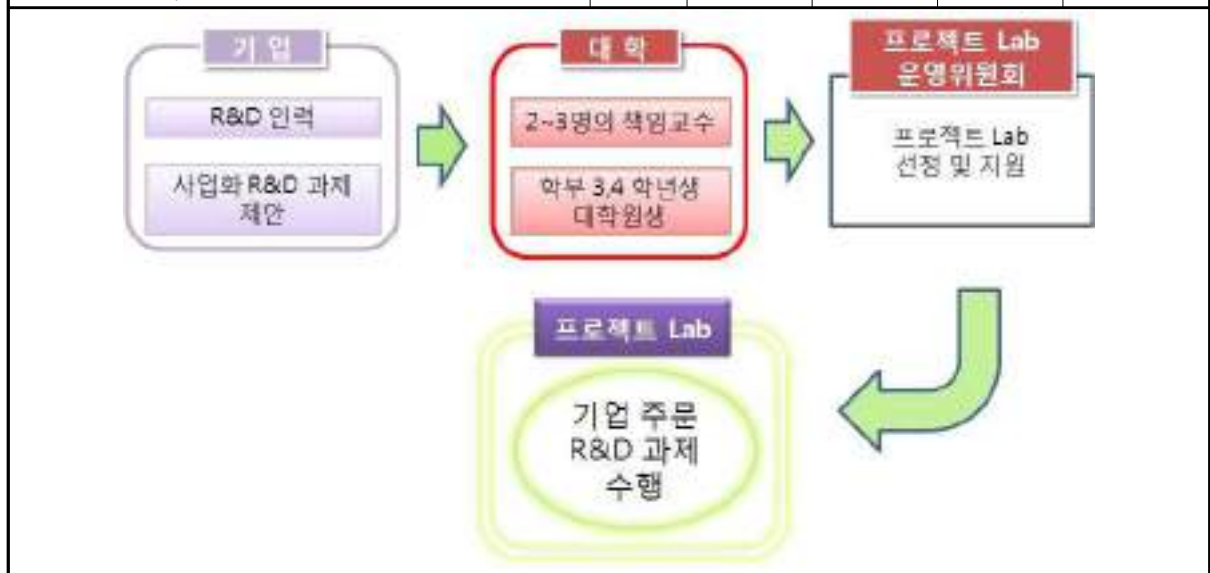 기 업
R&D 인력
사업화 R&D 과제
제안
대 학
2~3명의 책임교수
학부 3,4 학년생
대학원생
프로젝트 Lab
운영위원회
프로젝트 Lab
선정 및 지원
프로젝트 Lab
기업 주문
R&D 과제
수행